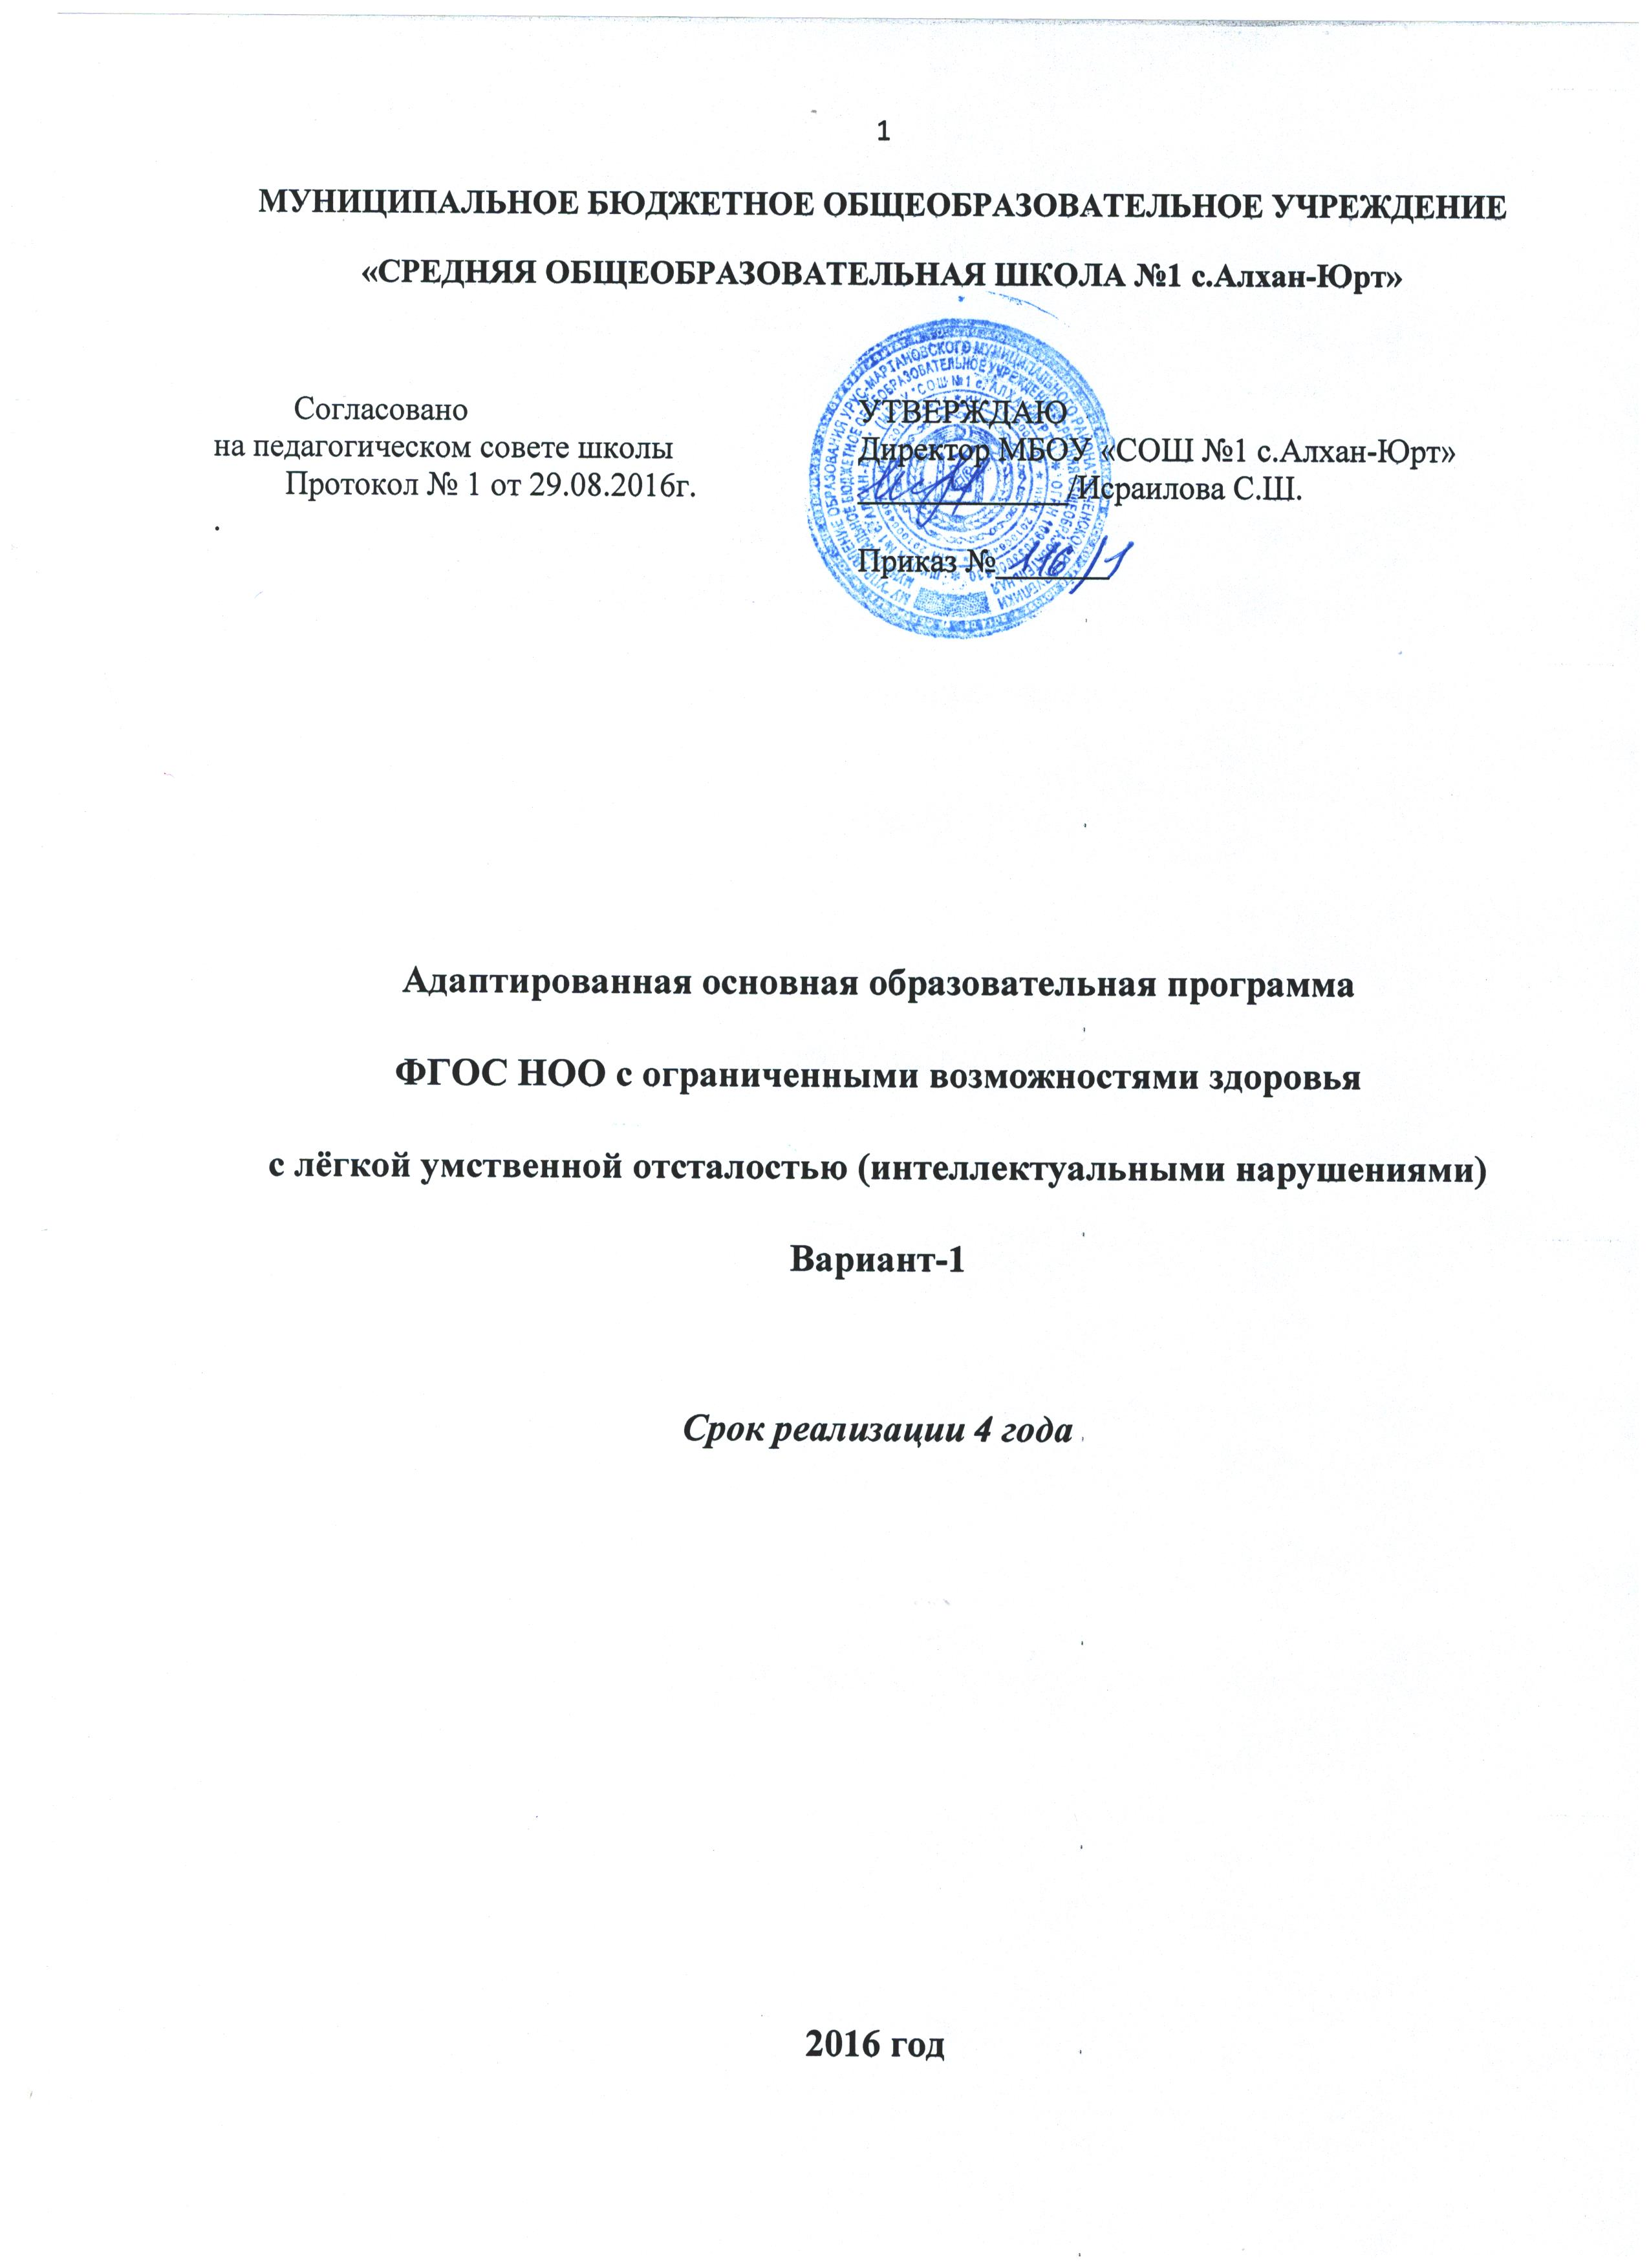 1
МУНИЦИПАЛЬНОЕ БЮДЖЕТНОЕ ОБЩЕОБРАЗОВАТЕЛЬНОЕ УЧРЕЖДЕНИЕ
«СРЕДНЯЯ ОБЩЕОБРАЗОВАТЕЛЬНАЯ ШКОЛА №1 с.Алхан-Юрт»
Согласовано
на педагогическом совете школы
Протокол № 1 от 29.08.2016г.
.
УТВЕРЖДАЮ
Директор МБОУ «СОШ №1 с.Алхан-Юрт»
/Исраилова С.Ш.
Приказ № 116/1
Адаптированная основная образовательная программа
ФГОС НОО с ограниченными возможностями здоровья
с лёгкой умственной отсталостью (интеллектуальными нарушениями)
Вариант-1
Срок реализации 4 года
2016 год